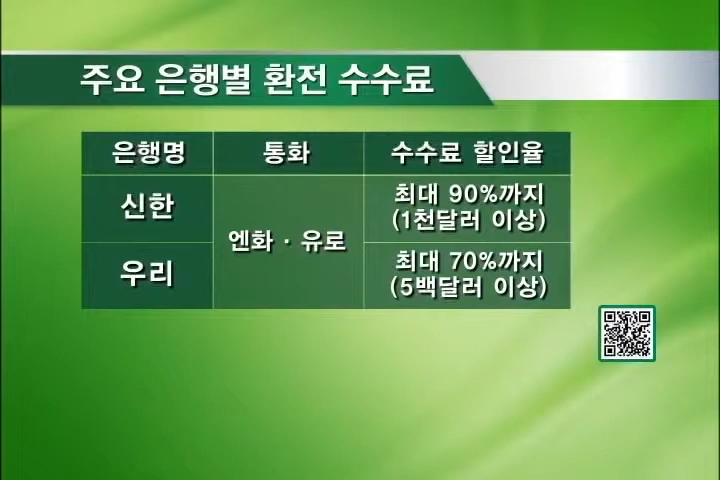 주요 은행별 환전 수수료
은행명 통화 수수료 할인율
신한 엔화 · 유로 최대 90%까지
(1천달러 이상)
우리 최대 70%까지
(5백달러 이상)